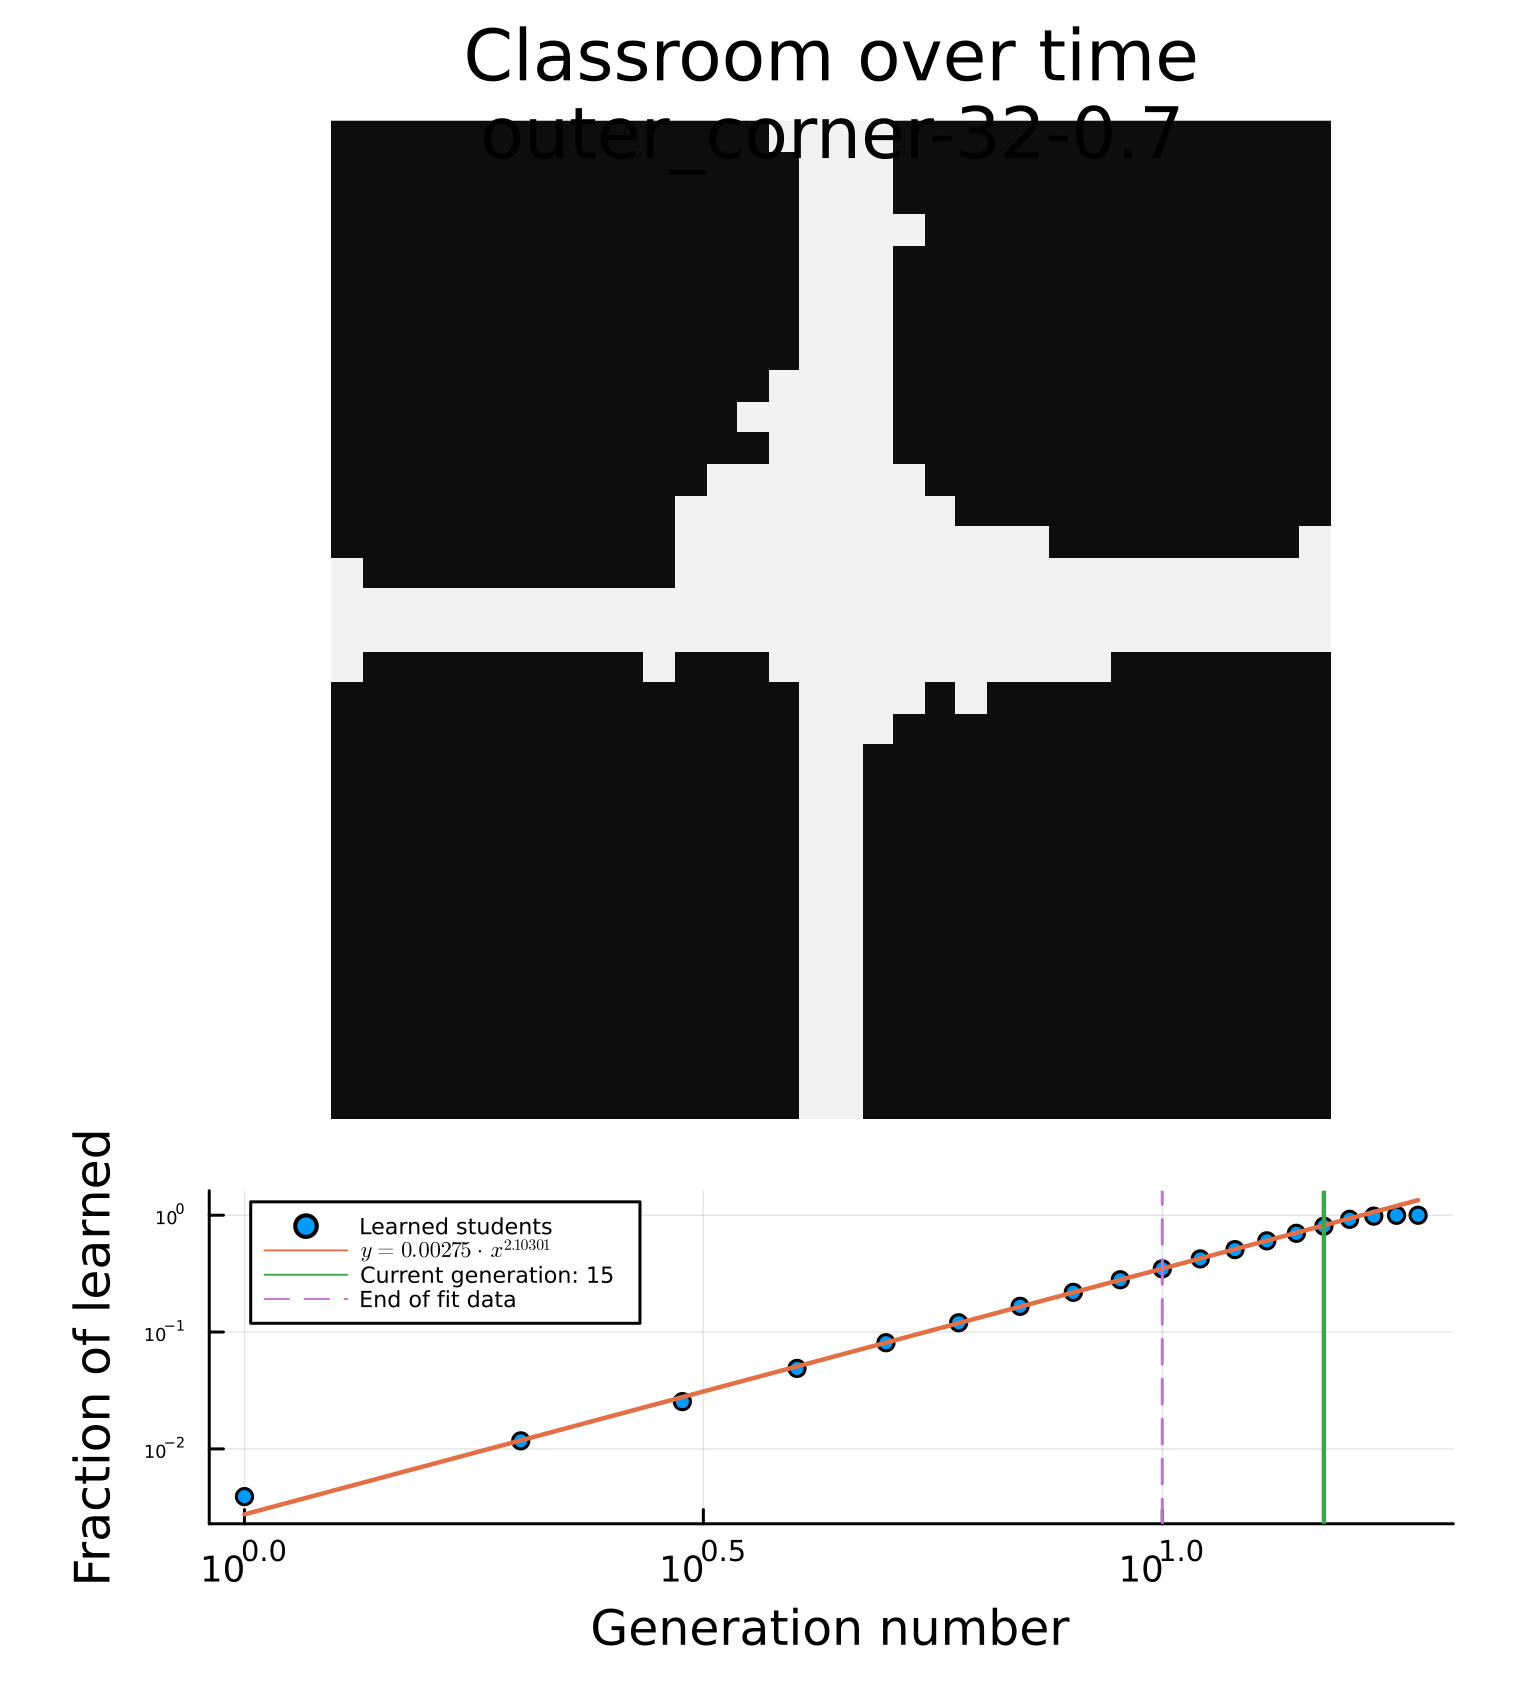 Classroom over time
outer_corner-32-0.7
Fraction of learned
10⁰
10⁻¹
10⁻²
Learned students
y = 0.00275 · x^2.10301
Current generation: 15
End of fit data
10^0.0
10^0.5
10^1.0
Generation number